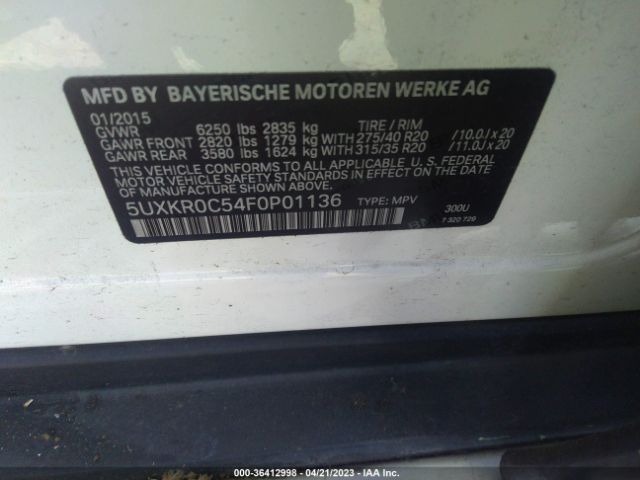 MFD BY BAYERISCHE MOTOREN WERKE AG
01/2015
GVWR 6250 lbs 2835 kg TIRE / RIM
GAWR FRONT 2820 lbs 1279 kg WITH 275/40 R20 /10.0J x 20
GAWR REAR 3580 lbs 1624 kg WITH 315/35 R20 /11.0J x 20
THIS VEHICLE CONFORMS TO ALL APPLICABLE U. S. FEDERAL
MOTOR VEHICLE SAFETY STANDARDS IN EFFECT ON THE DATE
OF MANUFACTURE SHOWN ABOVE.
5UXKR0C54F0P01136 TYPE: MPV 300U
7 320 720
000-36412998 - 04/21/2023 - IAA Inc.